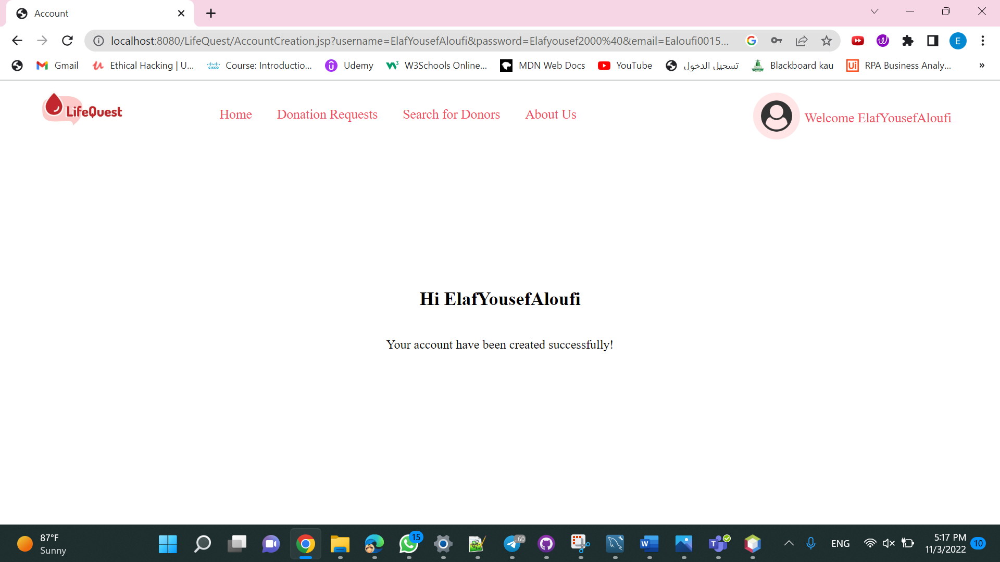 Account
localhost:8080/LifeQuest/AccountCreation.jsp?username=ElafYousefAloufi&password=Elafyousef2000%40&email=Ealoufi0015...
Gmail
Ethical Hacking | U...
Course: Introductio...
Udemy
W3Schools Online...
MDN Web Docs
YouTube
تسجيل الدخول
Blackboard kau
RPA Business Analy...
»
LifeQuest
Home
Donation Requests
Search for Donors
About Us
Welcome ElafYousefAloufi
Hi ElafYousefAloufi
Your account have been created successfully!
87°F
Sunny
15
..60
ENG
5:17 PM
11/3/2022
10